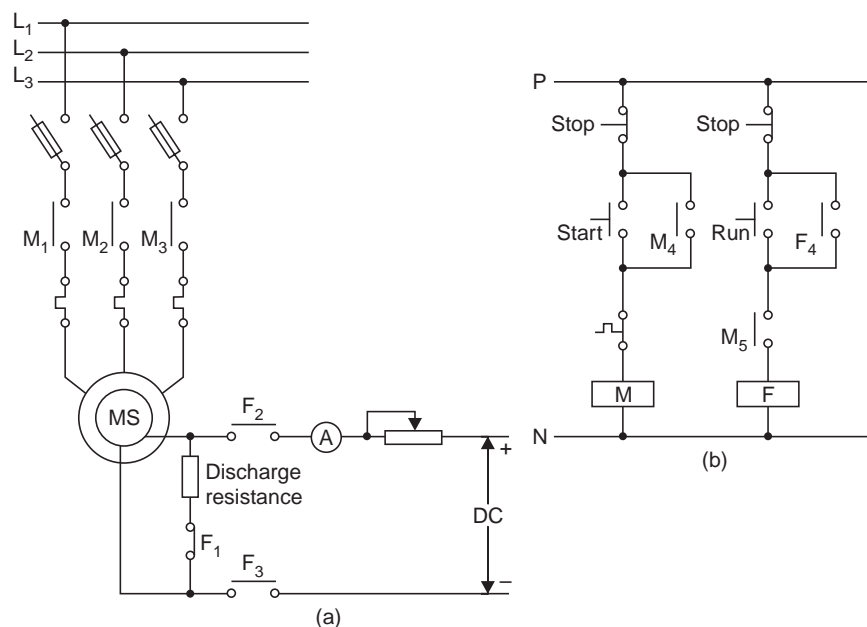 L1
L2
L3
M1 M2 M3
MS
F2
A
+
Discharge
resistance
DC
F1
F3
–
(a)
P
Stop Stop
Start M4 Run F4
M5
M F
N
(b)